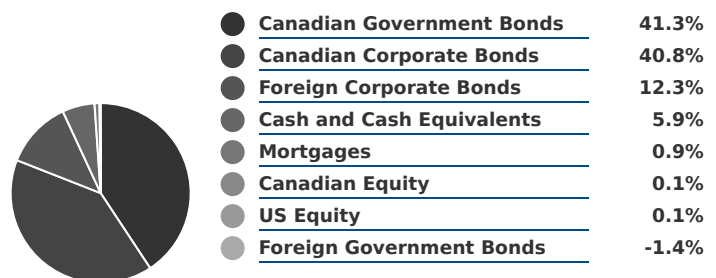 Canadian Government Bonds 41.3%
Canadian Corporate Bonds 40.8%
Foreign Corporate Bonds 12.3%
Cash and Cash Equivalents 5.9%
Mortgages 0.9%
Canadian Equity 0.1%
US Equity 0.1%
Foreign Government Bonds -1.4%